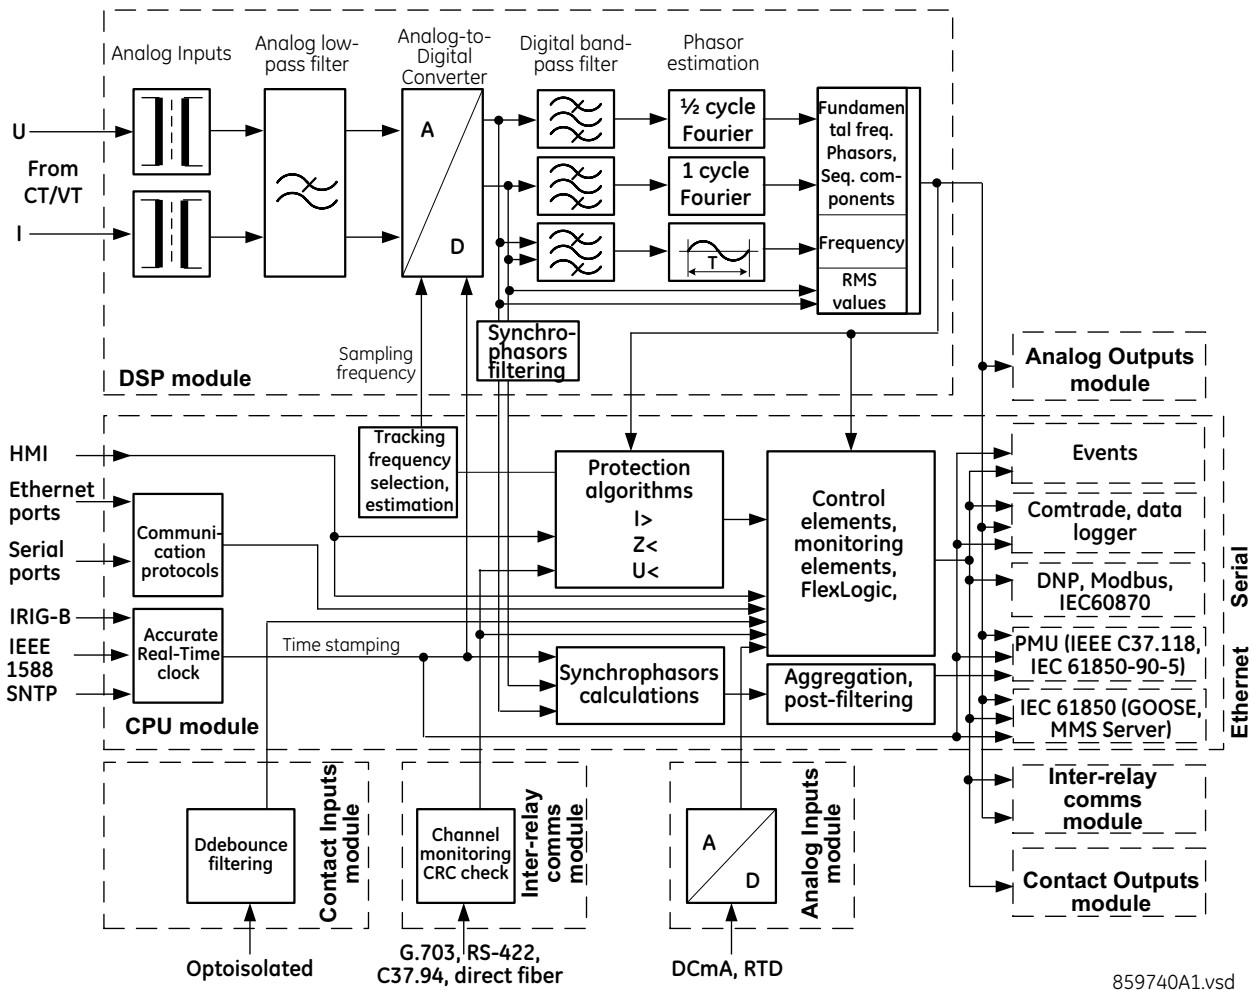 Analog Inputs
Analog low-
pass filter
Analog-to-
Digital
Converter
Digital band-
pass filter
Phasor
estimation
U
From
CT/VT
I
A
D
½ cycle
Fourier
1 cycle
Fourier
T
Fundamen
tal freq.
Phasors,
Seq. com-
ponents
Frequency
RMS
values
Synchro-
phasors
filtering
Sampling
frequency
DSP module
Analog Outputs
module
HMI
Ethernet
ports
Serial
ports
IRIG-B
IEEE
1588
SNTP
Communi-
cation
protocols
Accurate
Real-Time
clock
Time stamping
CPU module
Tracking
frequency
selection,
estimation
Protection
algorithms
I>
Z<
U<
Control
elements,
monitoring
elements,
FlexLogic,
Synchrophasors
calculations
Aggregation,
post-filtering
Events
Comtrade, data
logger
DNP, Modbus,
IEC60870
PMU (IEEE C37.118,
IEC 61850-90-5)
IEC 61850 (GOOSE,
MMS Server)
Serial
Ethernet
Inter-relay
comms
module
Contact Outputs
module
Ddebounce
filtering
Contact Inputs
module
Optoisolated
Channel
monitoring
CRC check
Inter-relay
comms
module
G.703, RS-422,
C37.94, direct fiber
A
D
Analog Inputs
module
DCmA, RTD
859740A1.vsd